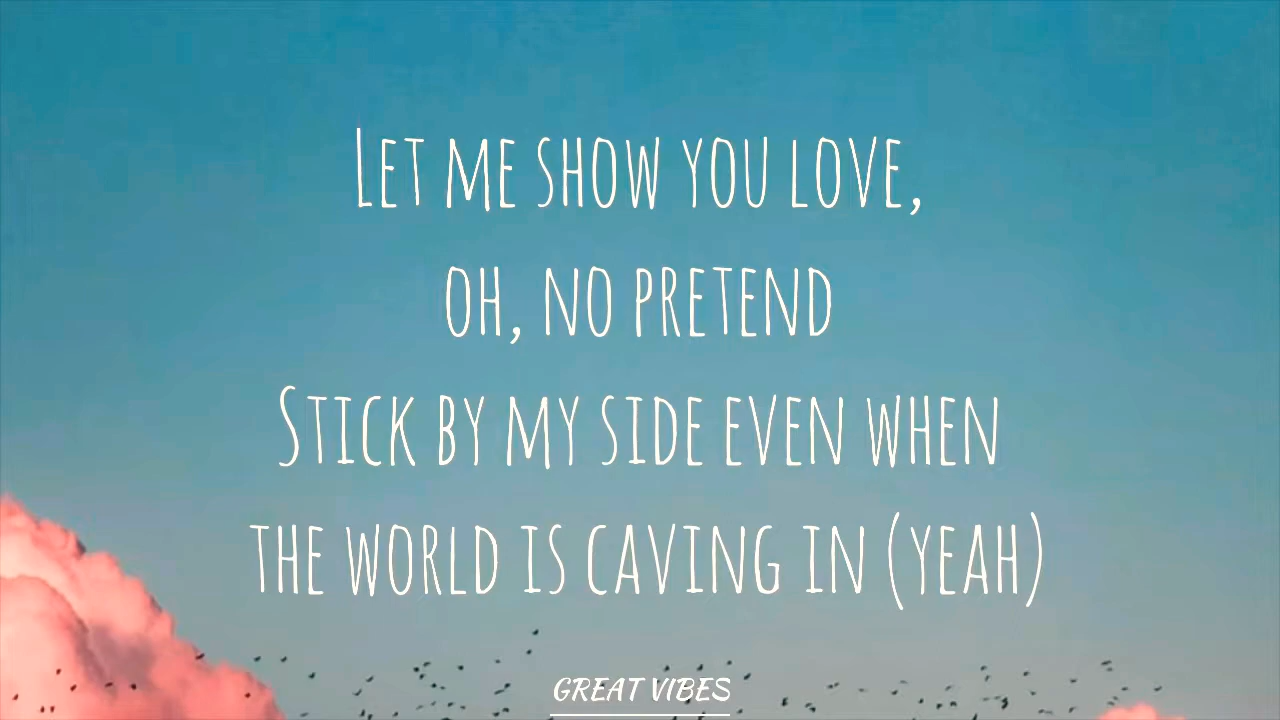 Let me show you love,
oh, no pretend
Stick by my side even when
the world is caving in (yeah)
GREAT VIBES